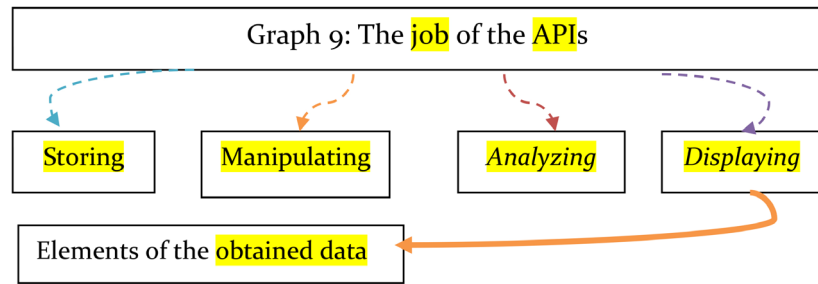 Graph 9: The job of the APIs
Storing
Manipulating
Analyzing
Displaying
Elements of the obtained data